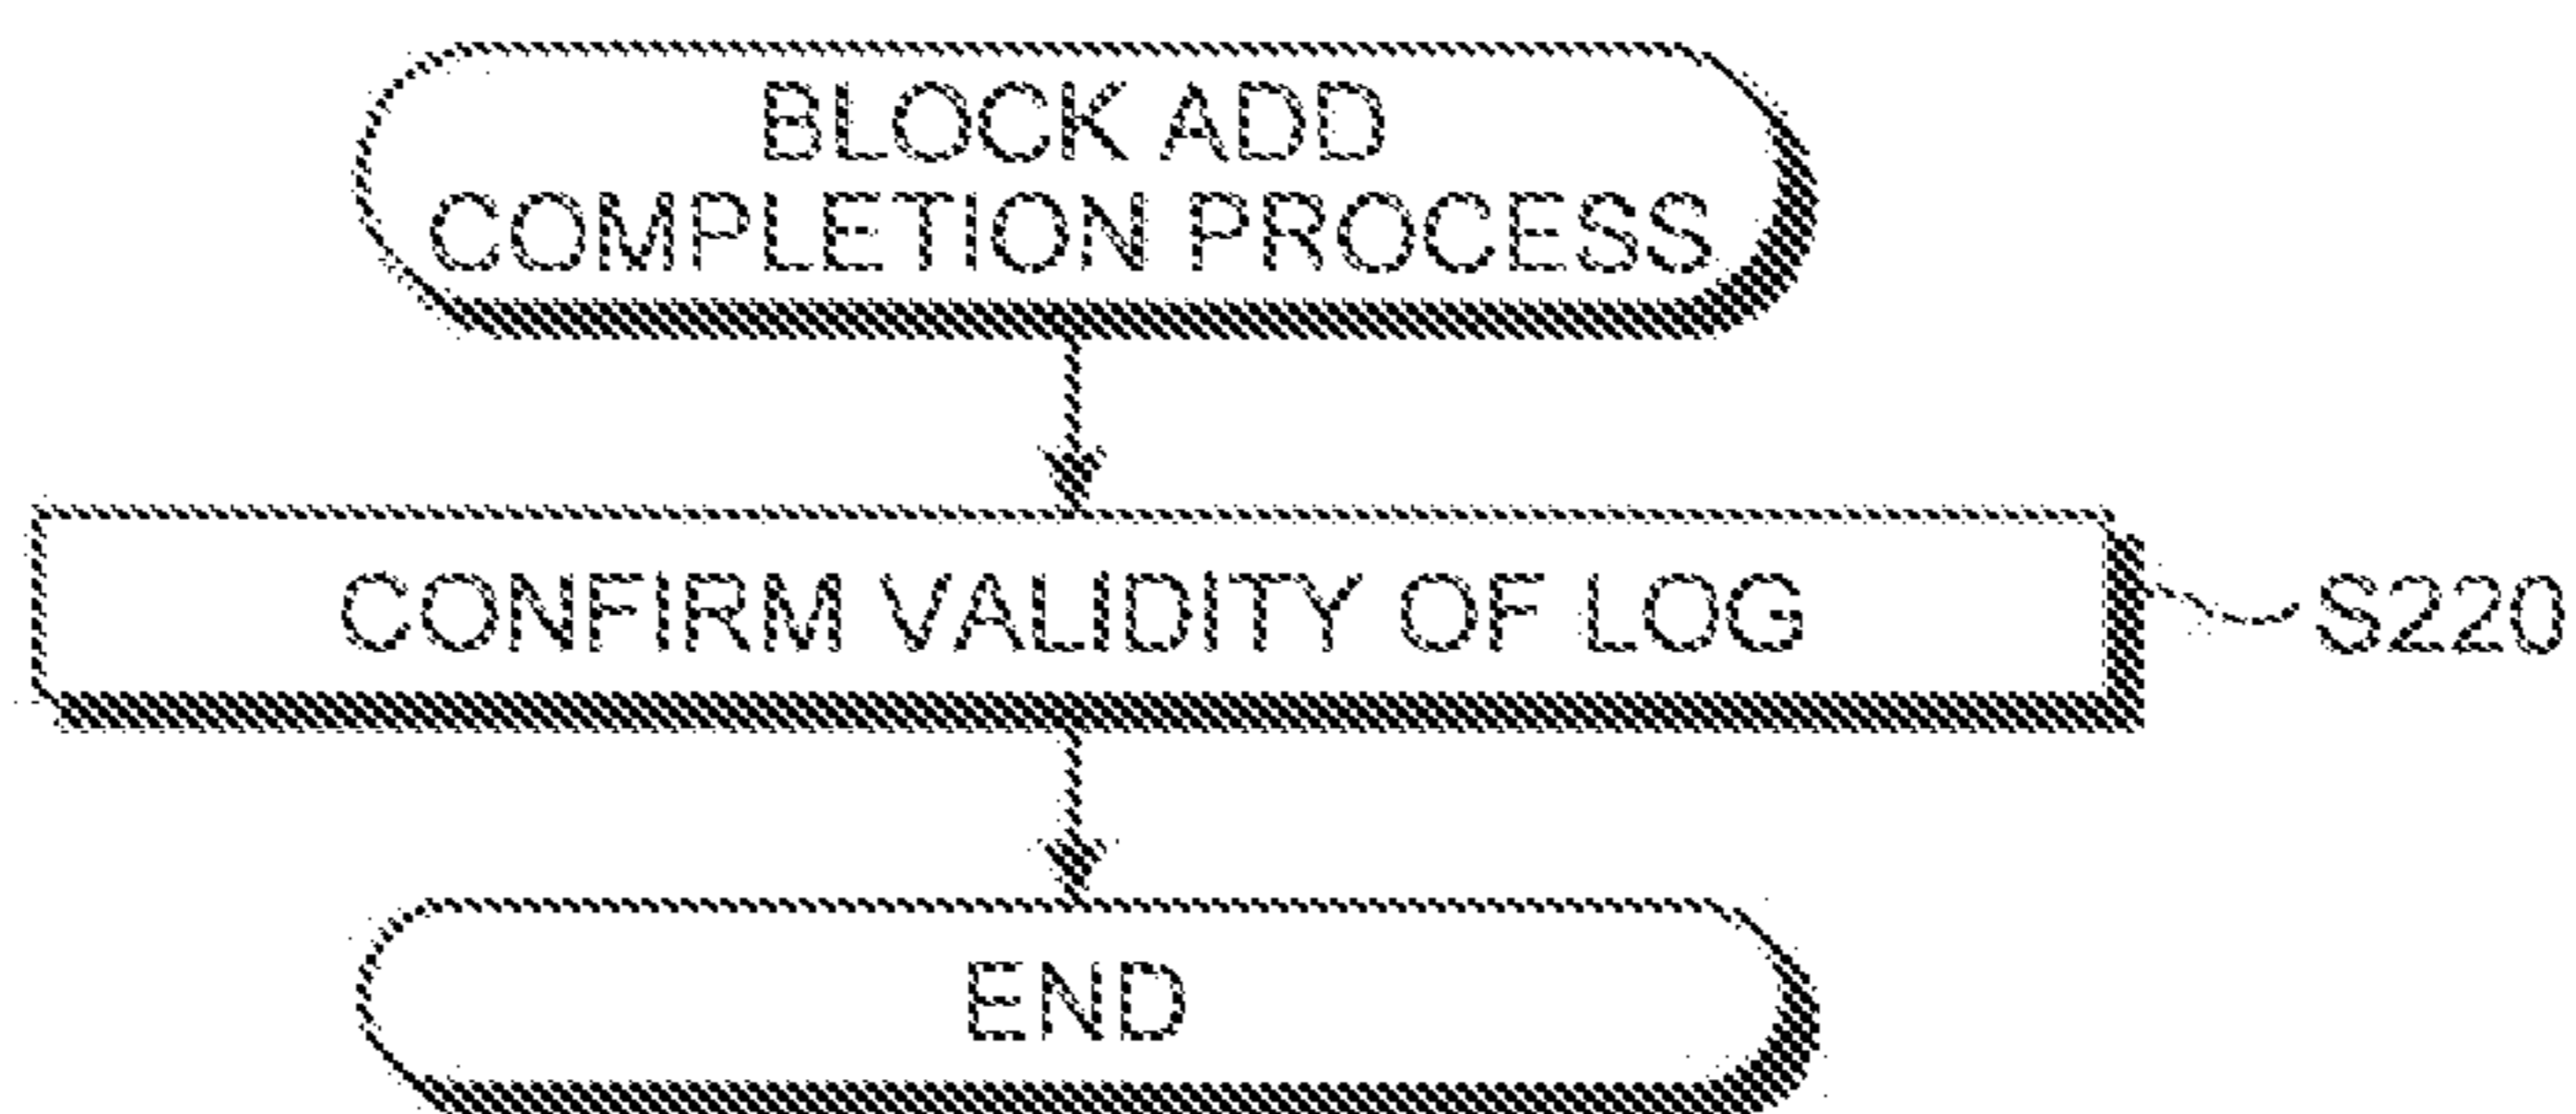 BLOCK ADD
COMPLETION PROCESS
CONFIRM VALIDITY OF LOG
S220
END